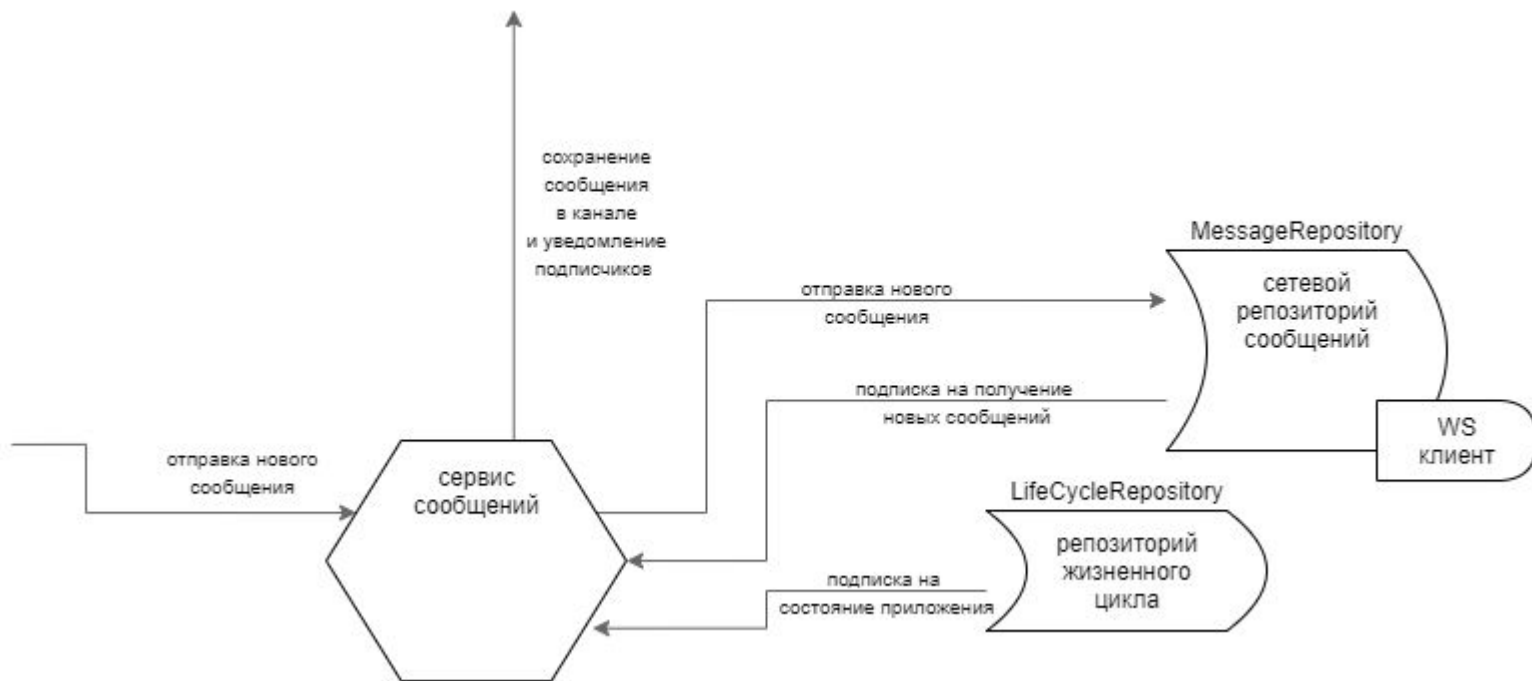 сохранение
сообщения
в канале
и уведомление
подписчиков
MessageRepository
сетевой
репозиторий
сообщений
отправка нового
сообщения
подписка на получение
новых сообщений
WS
клиент
отправка нового
сообщения
сервис
сообщений
LifeCycleRepository
репозиторий
жизненного
цикла
подписка на
состояние приложения